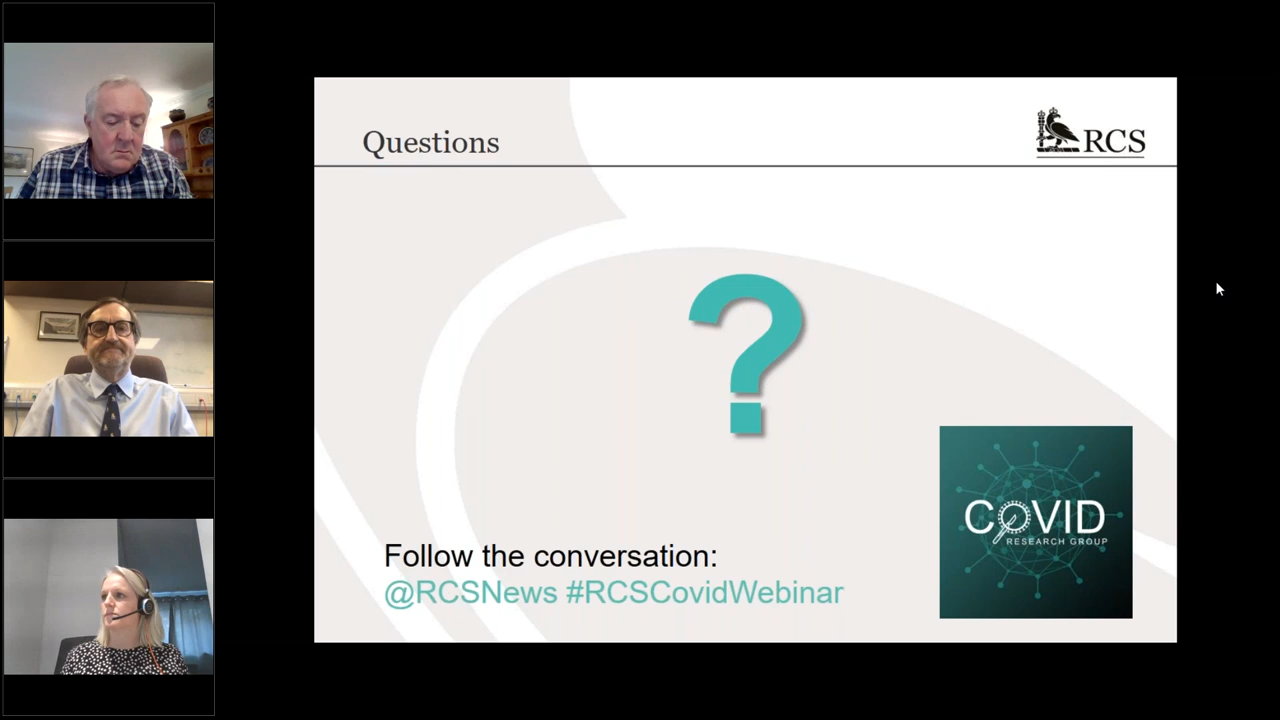 Questions
RCS
?
COVID
RESEARCH GROUP
Follow the conversation:
@RCSNews #RCSCovidWebinar